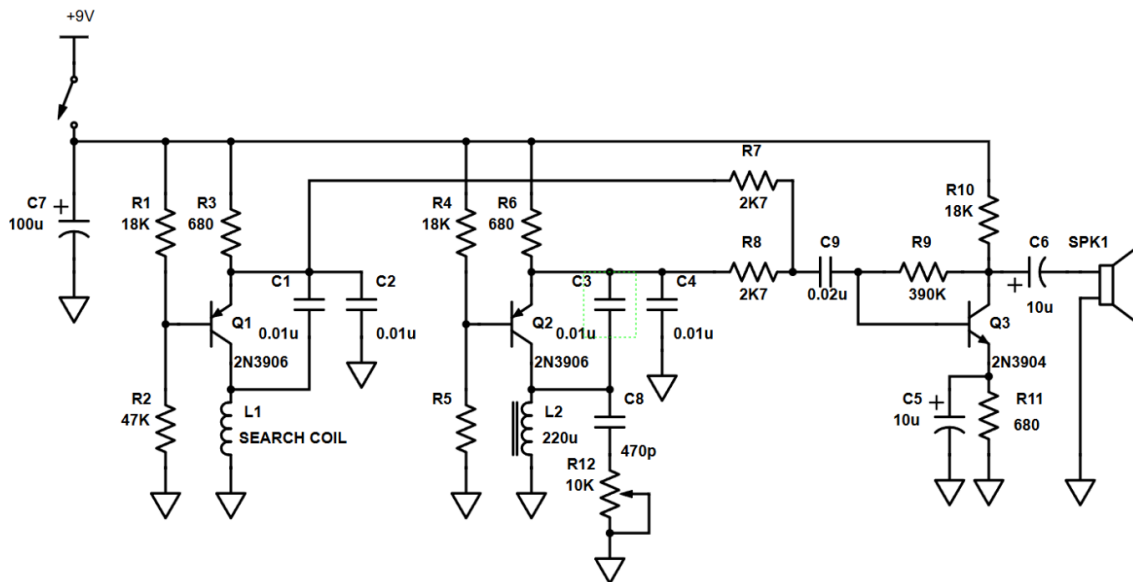 +9V
C7
+
100u
R1
18K
R3
680
R2
47K
Q1
2N3906
L1
SEARCH COIL
C1
0.01u
C2
0.01u
R4
18K
R6
680
R5
Q2
2N3906
L2
220u
C3
0.01u
C4
0.01u
C8
470p
R12
10K
R7
2K7
R8
2K7
C9
0.02u
R9
390K
R10
18K
Q3
2N3904
C5
+
10u
R11
680
C6
+
10u
SPK1